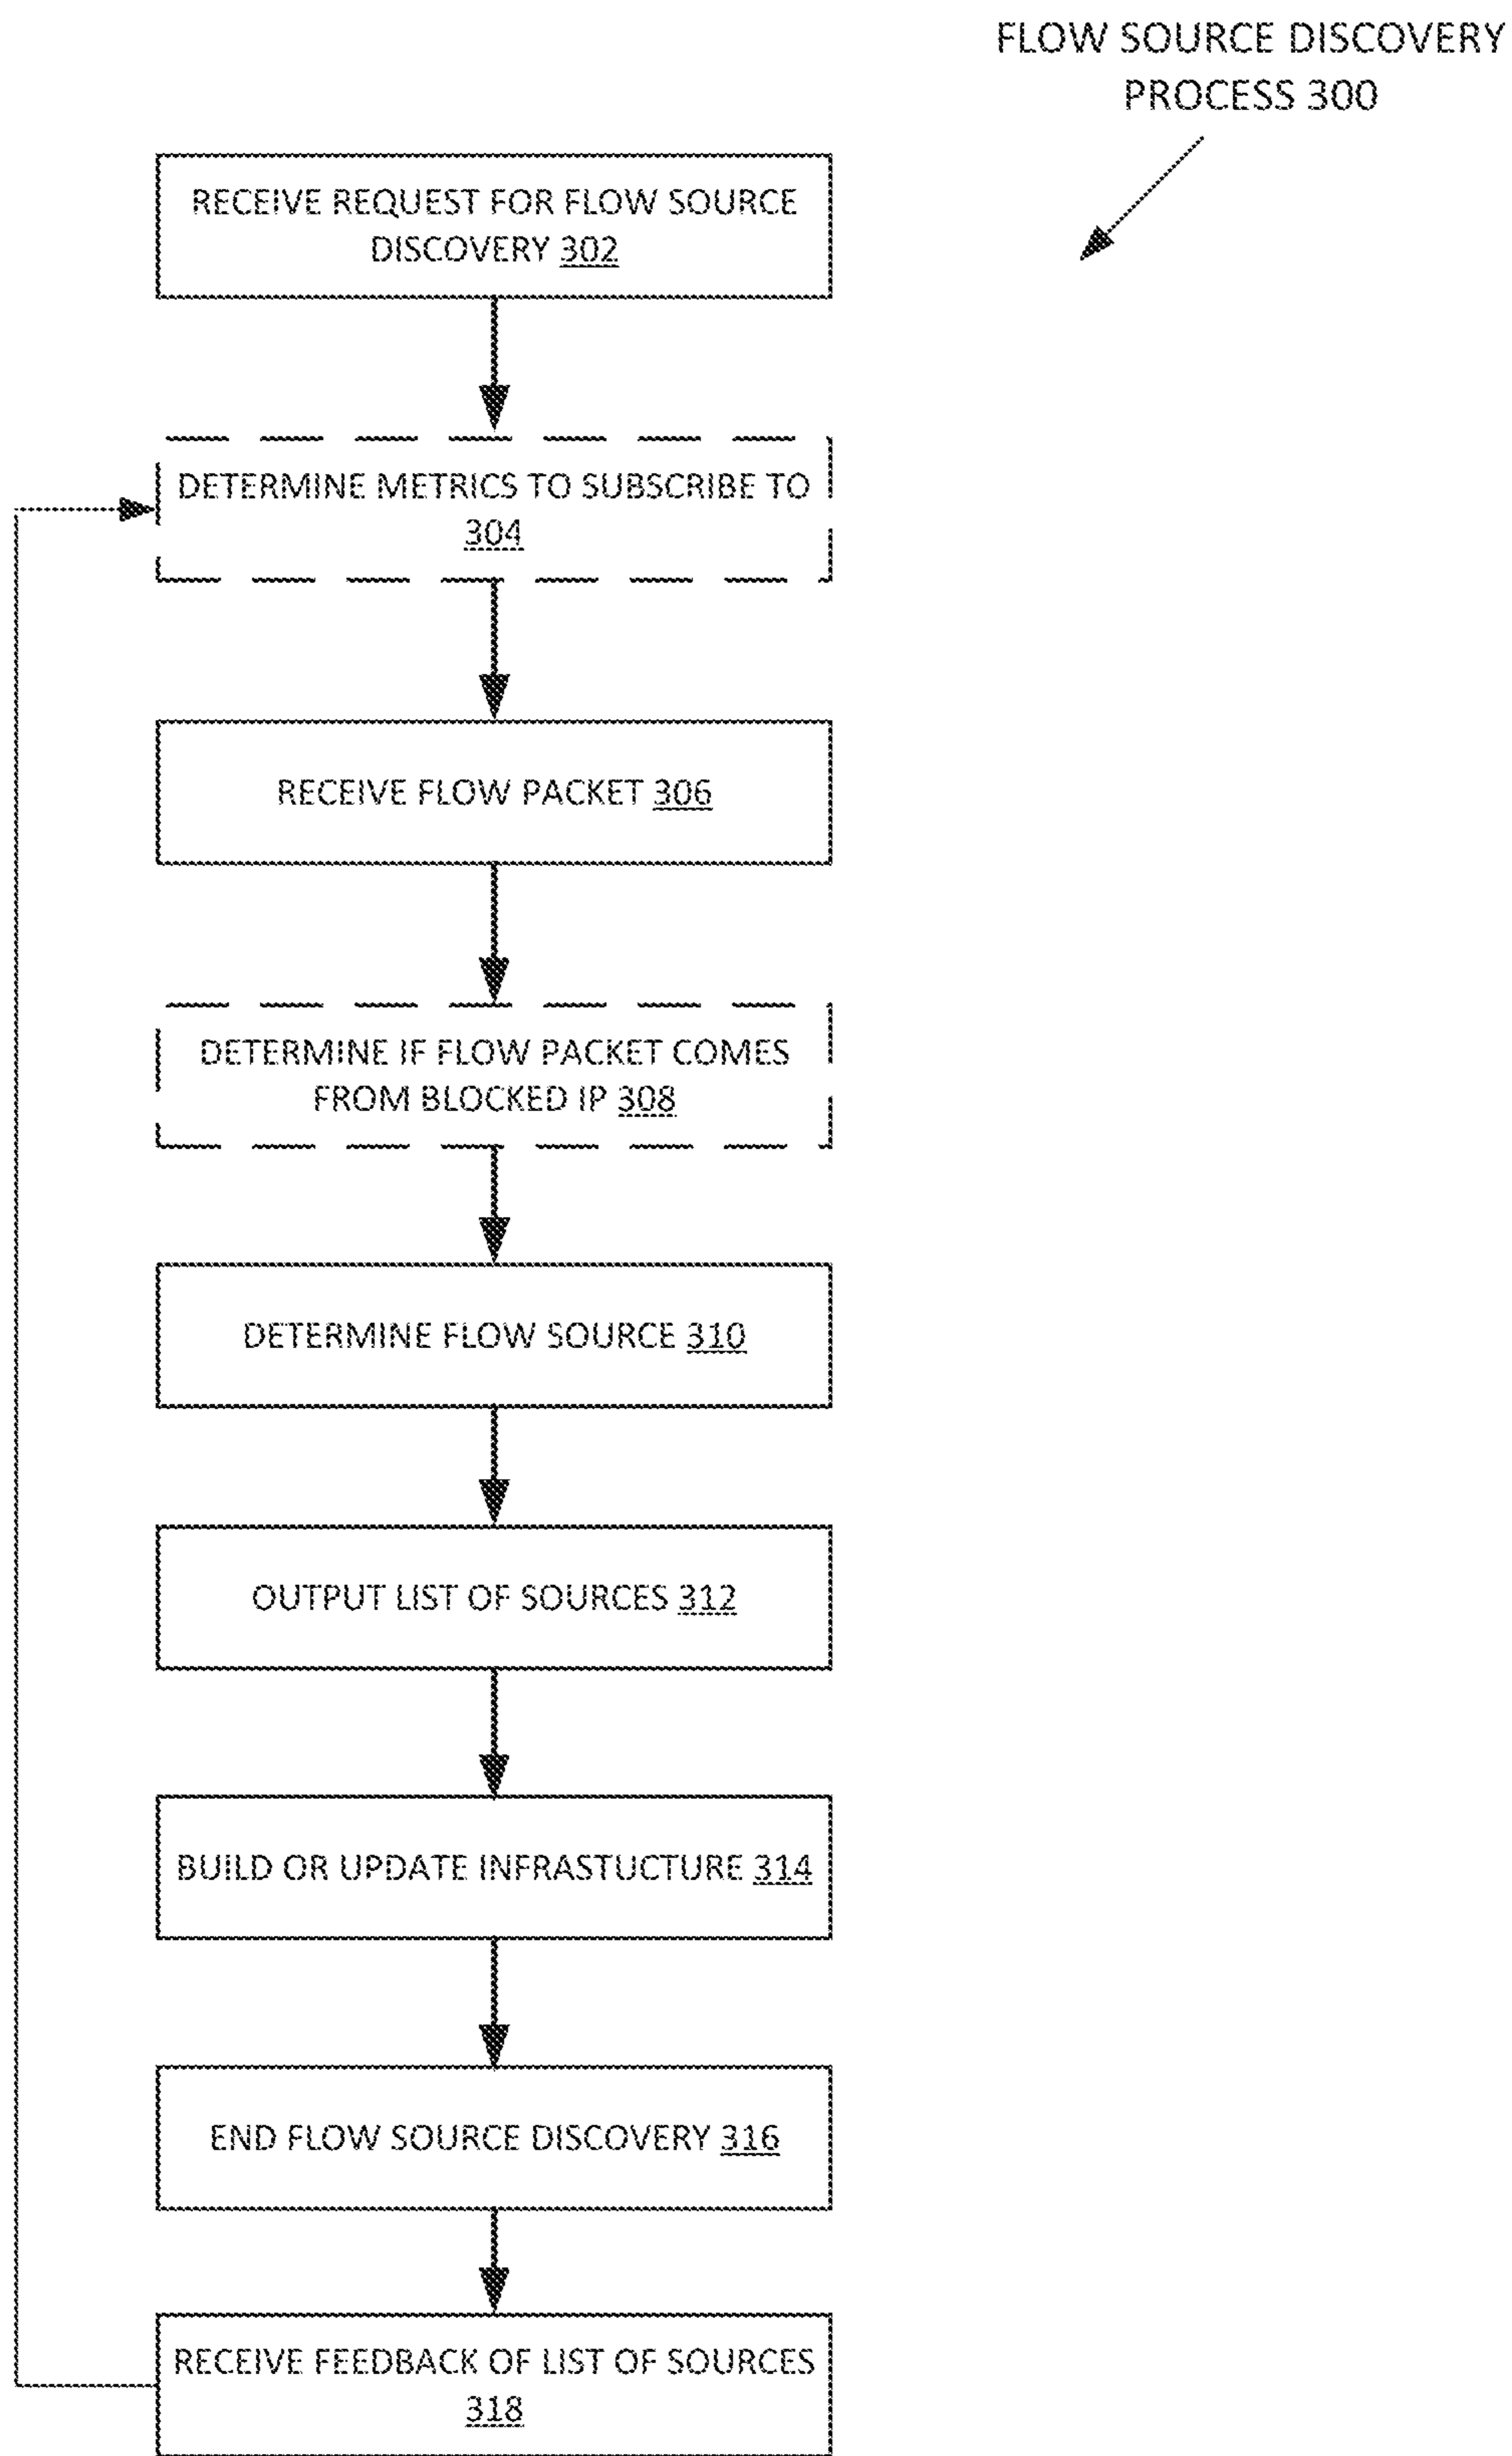 FLOW SOURCE DISCOVERY
PROCESS 300
RECEIVE REQUEST FOR FLOW SOURCE
DISCOVERY 302
DETERMINE METRICS TO SUBSCRIBE TO
304
RECEIVE FLOW PACKET 306
DETERMINE IF FLOW PACKET COMES
FROM BLOCKED IP 308
DETERMINE FLOW SOURCE 310
OUTPUT LIST OF SOURCES 312
BUILD OR UPDATE INFRASTUCTURE 314
END FLOW SOURCE DISCOVERY 316
RECEIVE FEEDBACK OF LIST OF SOURCES
318